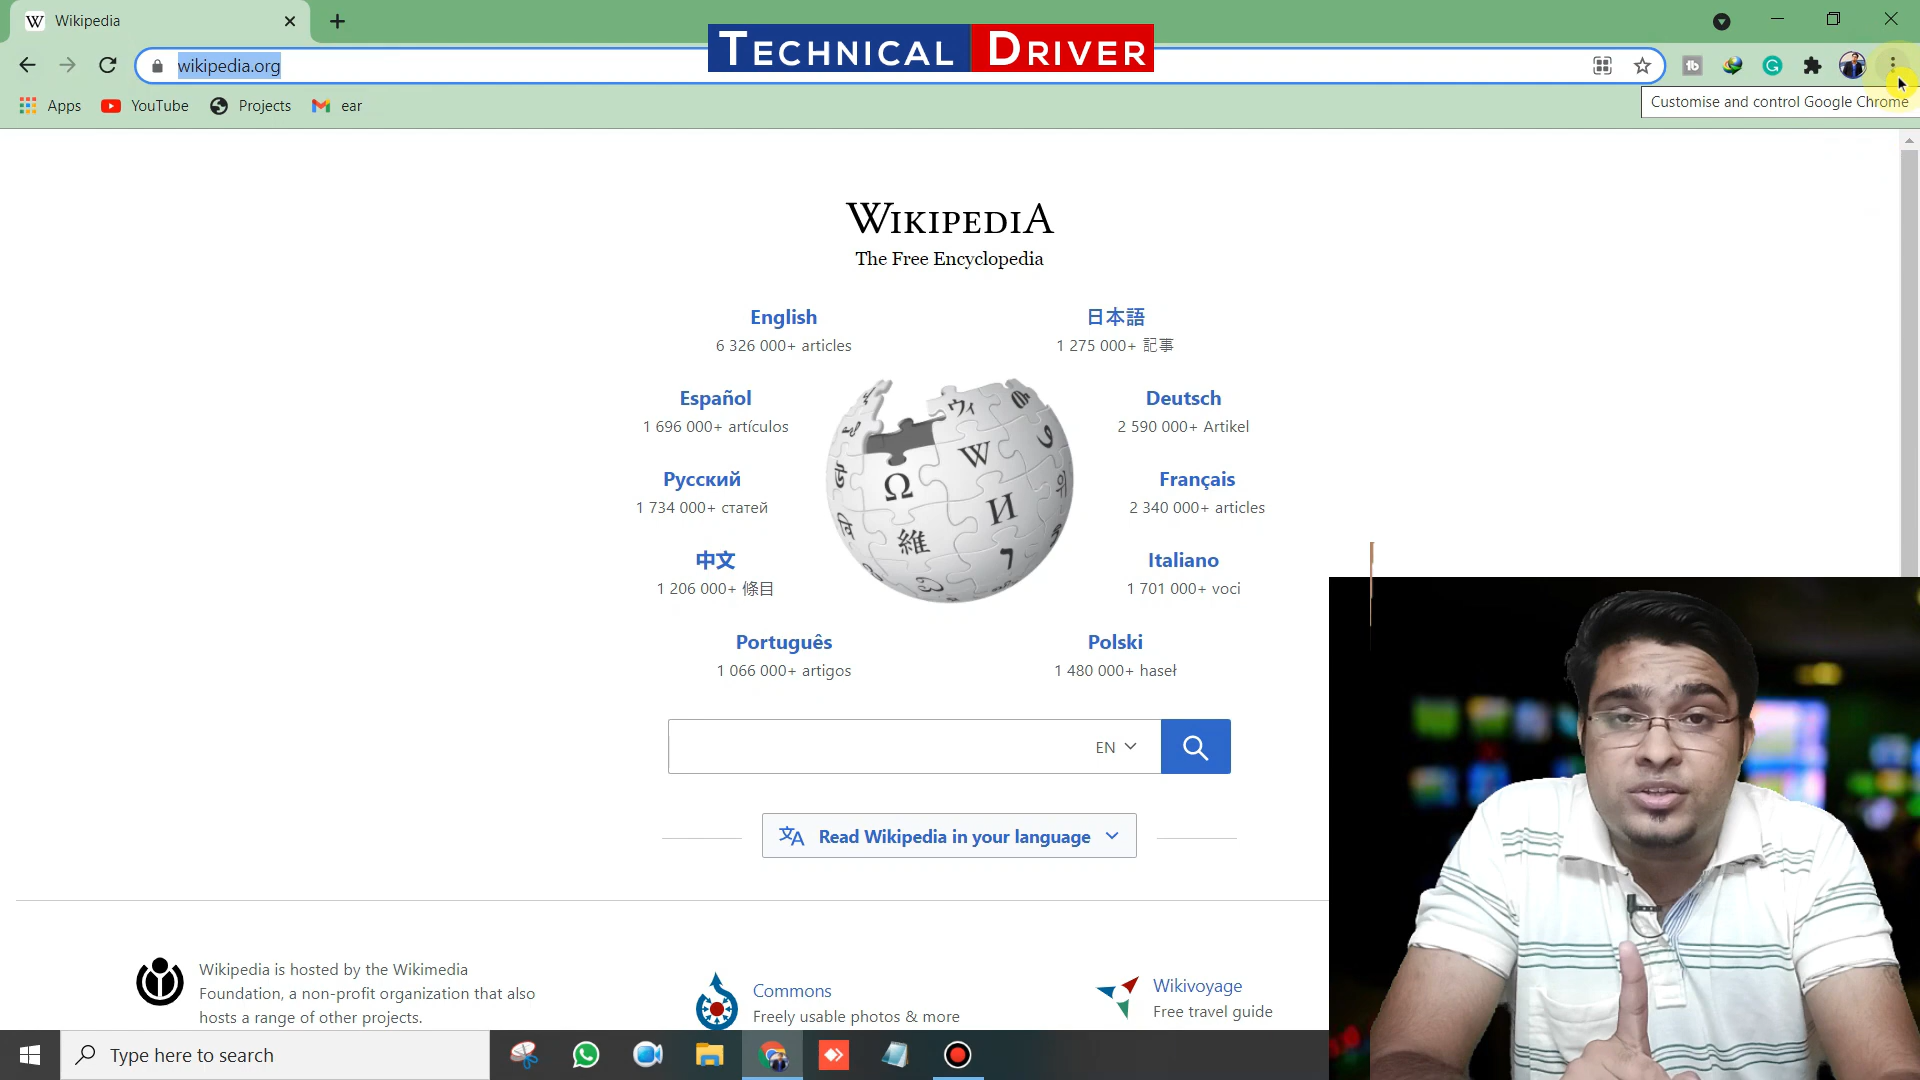 Wikipedia
TECHNICAL DRIVER
wikipedia.org
Customise and control Google Chrome
Apps
YouTube
Projects
ear
WIKIPEDIA
The Free Encyclopedia
English
6 326 000+ articles
日本語
1 275 000+ 記事
Español
1 696 000+ artículos
Deutsch
2 590 000+ Artikel
Русский
1 734 000+ статей
Français
2 340 000+ articles
中文
1 206 000+ 條目
Italiano
1 701 000+ voci
Português
1 066 000+ artigos
Polski
1 480 000+ haseł
EN
Read Wikipedia in your language
Wikipedia is hosted by the Wikimedia
Foundation, a non-profit organization that also
hosts a range of other projects.
Commons
Freely usable photos & more
Wikivoyage
Free travel guide
Type here to search